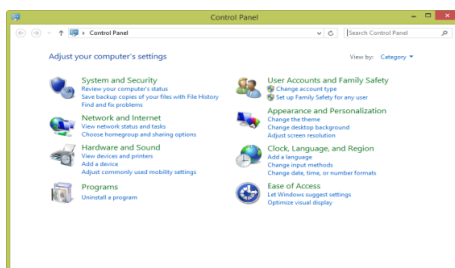 Control Panel
Control Panel
Search Control Panel
Adjust your computer's settings
View by: Category
System and Security
Review your computer's status
Save backup copies of your files with File History
Find and fix problems
Network and Internet
View network status and tasks
Choose homegroup and sharing options
Hardware and Sound
View devices and printers
Add a device
Adjust commonly used mobility settings
Programs
Uninstall a program
User Accounts and Family Safety
Change account type
Set up Family Safety for any user
Appearance and Personalization
Change the theme
Change desktop background
Adjust screen resolution
Clock, Language, and Region
Add a language
Change input methods
Change date, time, or number formats
Ease of Access
Let Windows suggest settings
Optimize visual display